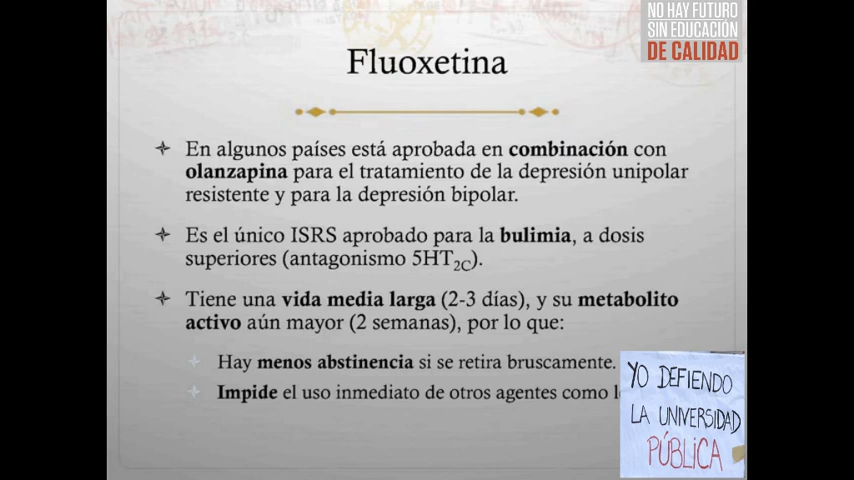 NO HAY FUTURO
SIN EDUCACIÓN
DE CALIDAD
Fluoxetina
En algunos países está aprobada en combinación con
olanzapina para el tratamiento de la depresión unipolar
resistente y para la depresión bipolar.
Es el único ISRS aprobado para la bulimia, a dosis
superiores (antagonismo 5HT2C).
Tiene una vida media larga (2-3 días), y su metabolito
activo aún mayor (2 semanas), por lo que:
Hay menos abstinencia si se retira bruscamente.
Impide el uso inmediato de otros agentes como
YO DEFIENDO
LA UNIVERSIDAD
PÚBLICA